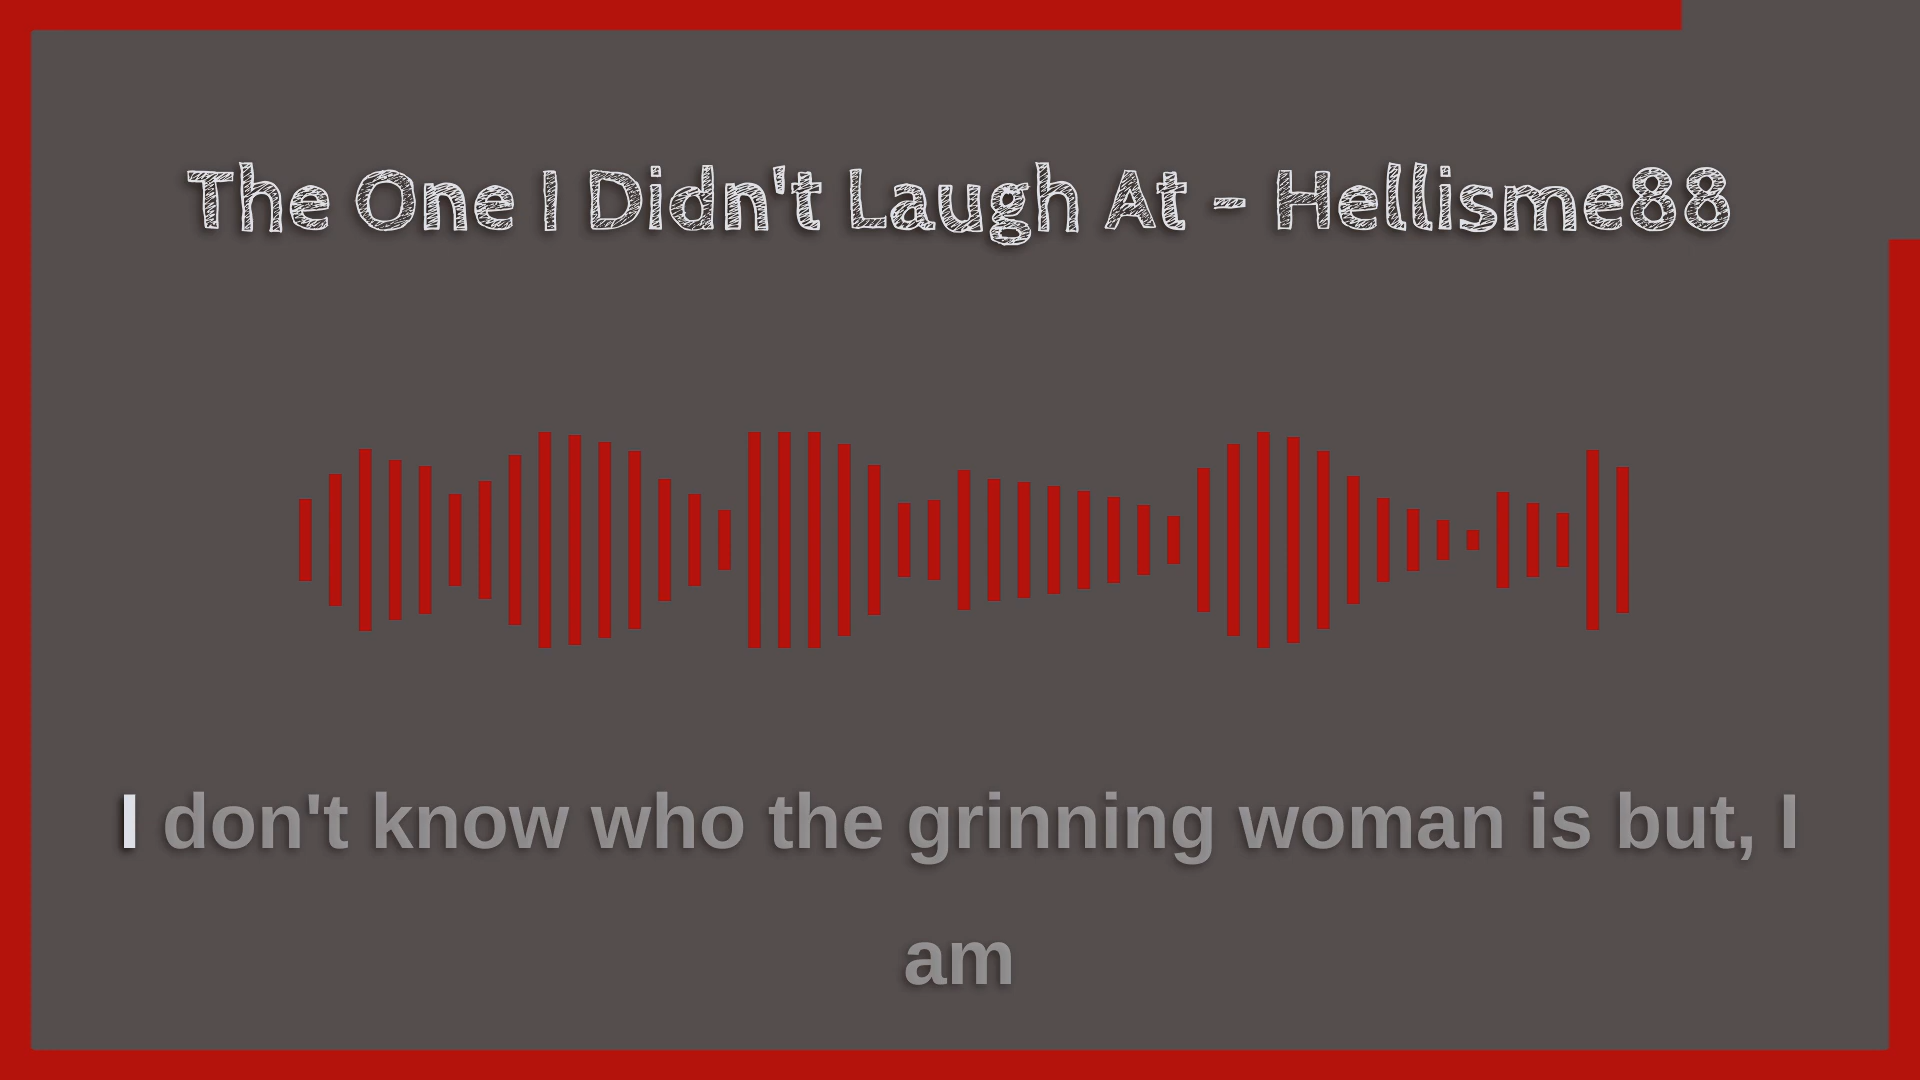 The One I Didn't Laugh At - Hellisme88
I don't know who the grinning woman is but, I
am